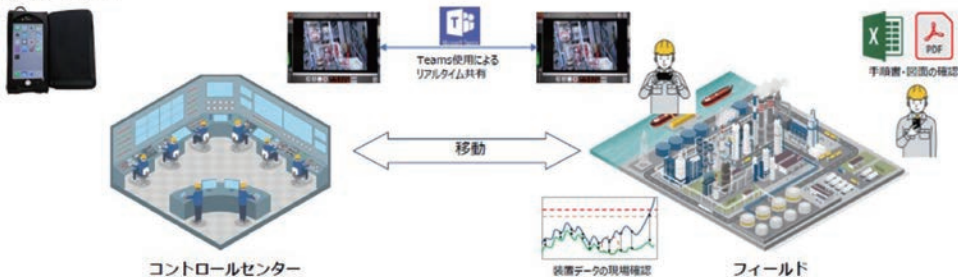 Teams使用による
リアルタイム共有
PDF
手順書・図面の確認
移動
装置データの現場確認
コントロールセンター
フィールド